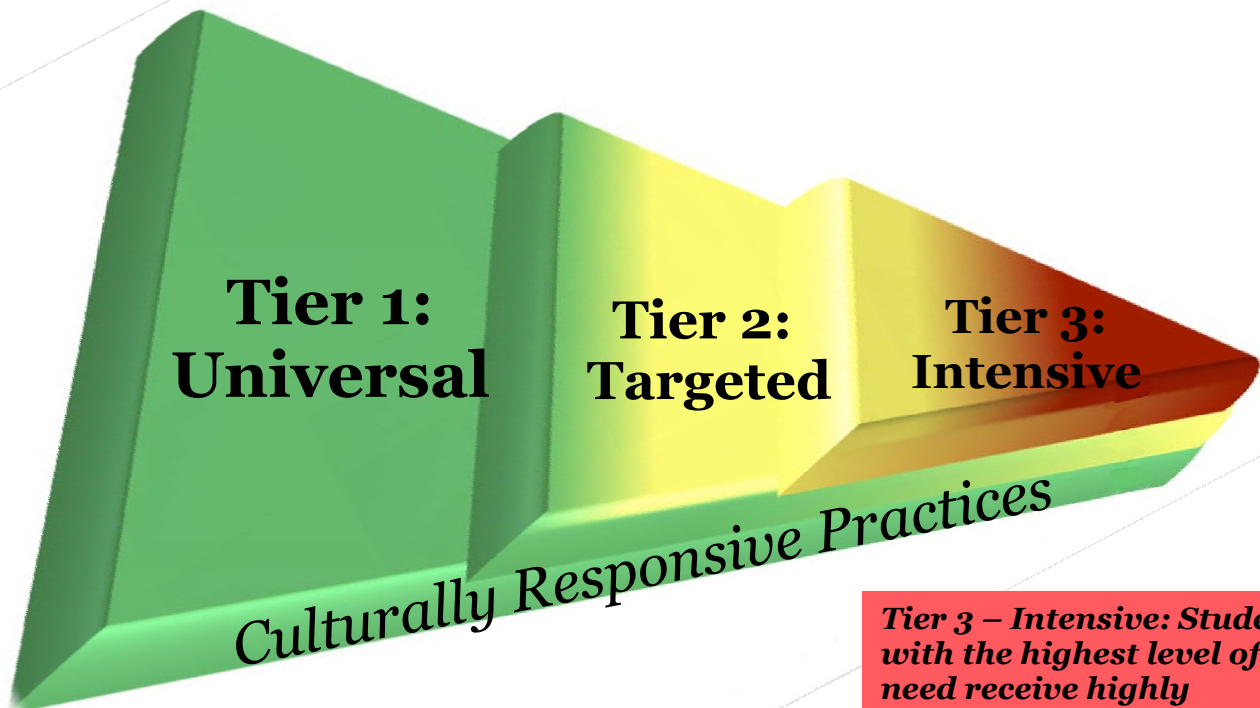 Tier 1:
Universal
Tier 2:
Targeted
Tier 3:
Intensive
Culturally Responsive Practices
Tier 3 – Intensive: Stude
with the highest level of
need receive highly